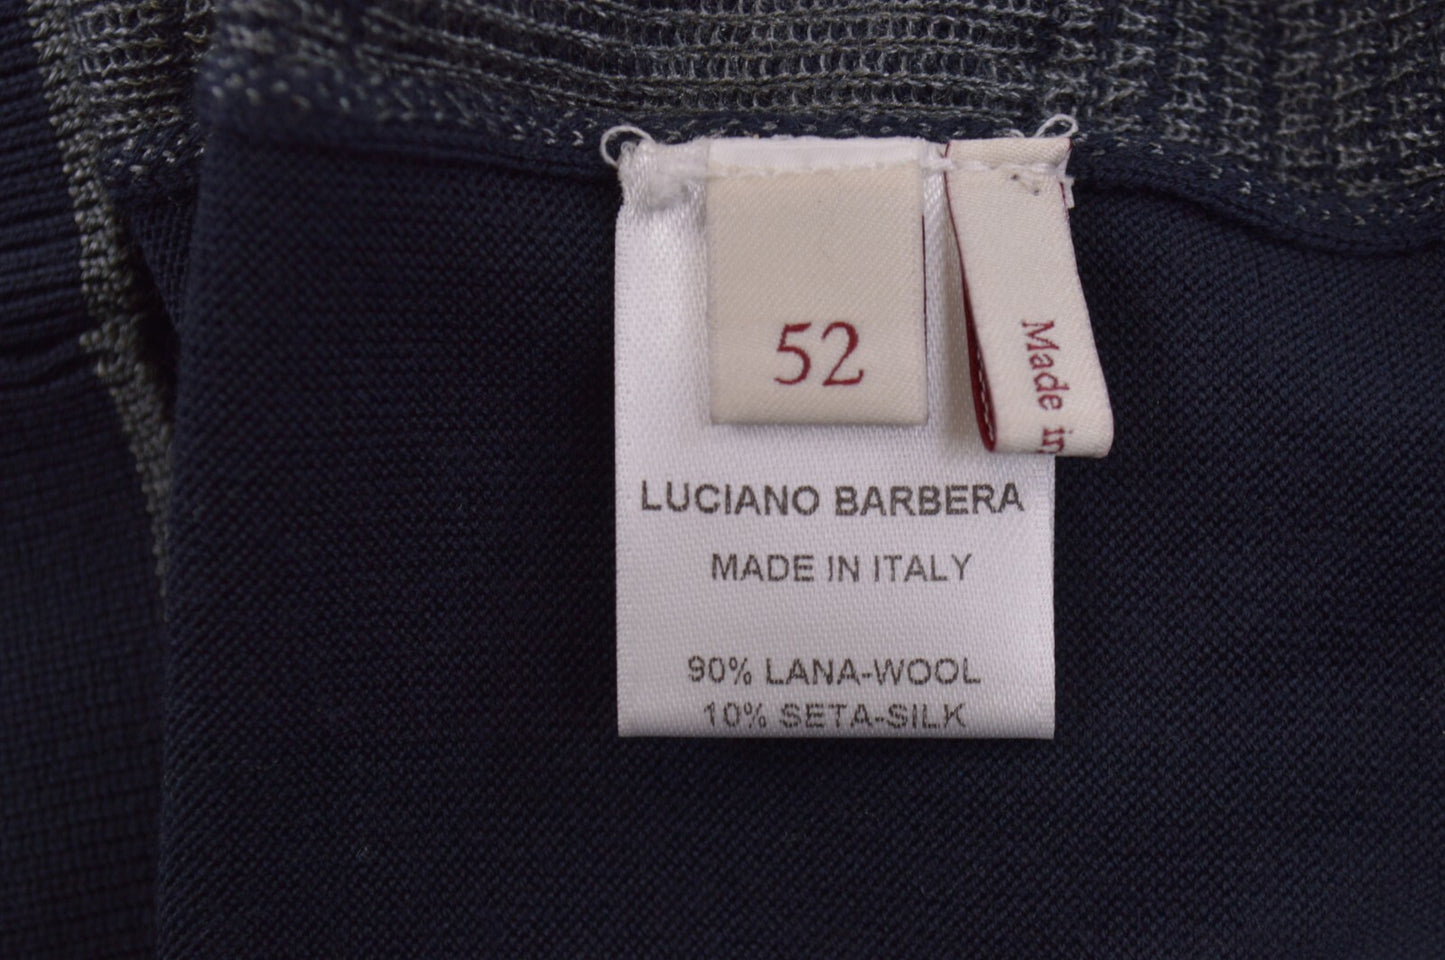 52
Made in
LUCIANO BARBERA
MADE IN ITALY
90% LANA-WOOL
10% SETA-SILK